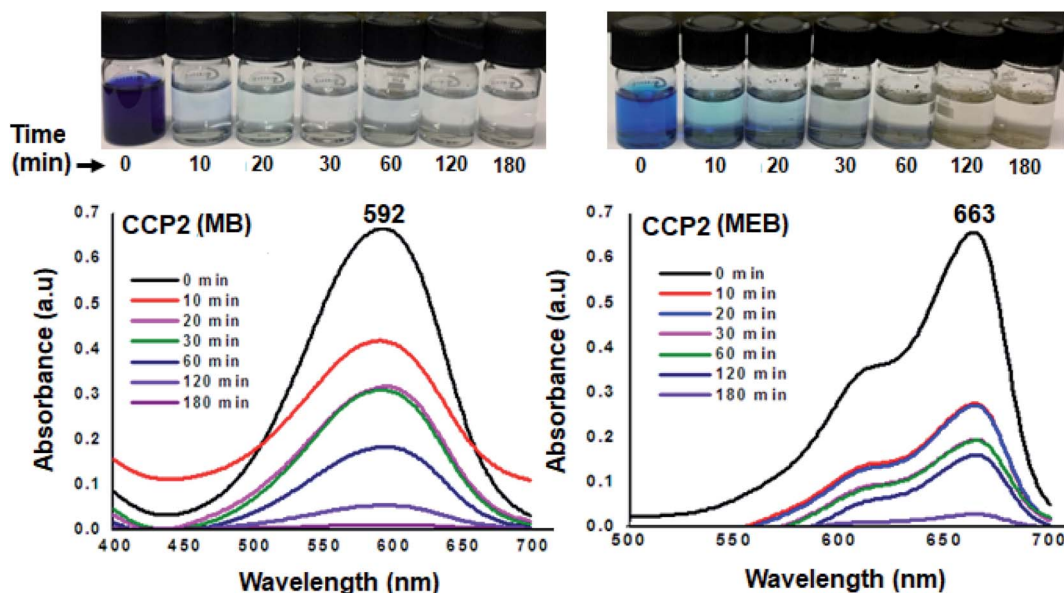 Time
(min)
0 10 20 30 60 120 180
0 10 20 30 60 120 180
CCP2 (MB)
592
0 min
10 min
20 min
30 min
60 min
120 min
180 min
Absorbance (a.u)
0.7
0.6
0.5
0.4
0.3
0.2
0.1
0.0
400 450 500 550 600 650 700
Wavelength (nm)
CCP2 (MEB)
663
0 min
10 min
20 min
30 min
60 min
120 min
180 min
Absorbance (a.u)
0.7
0.6
0.5
0.4
0.3
0.2
0.1
0.0
500 550 600 650 700
Wavelength (nm)